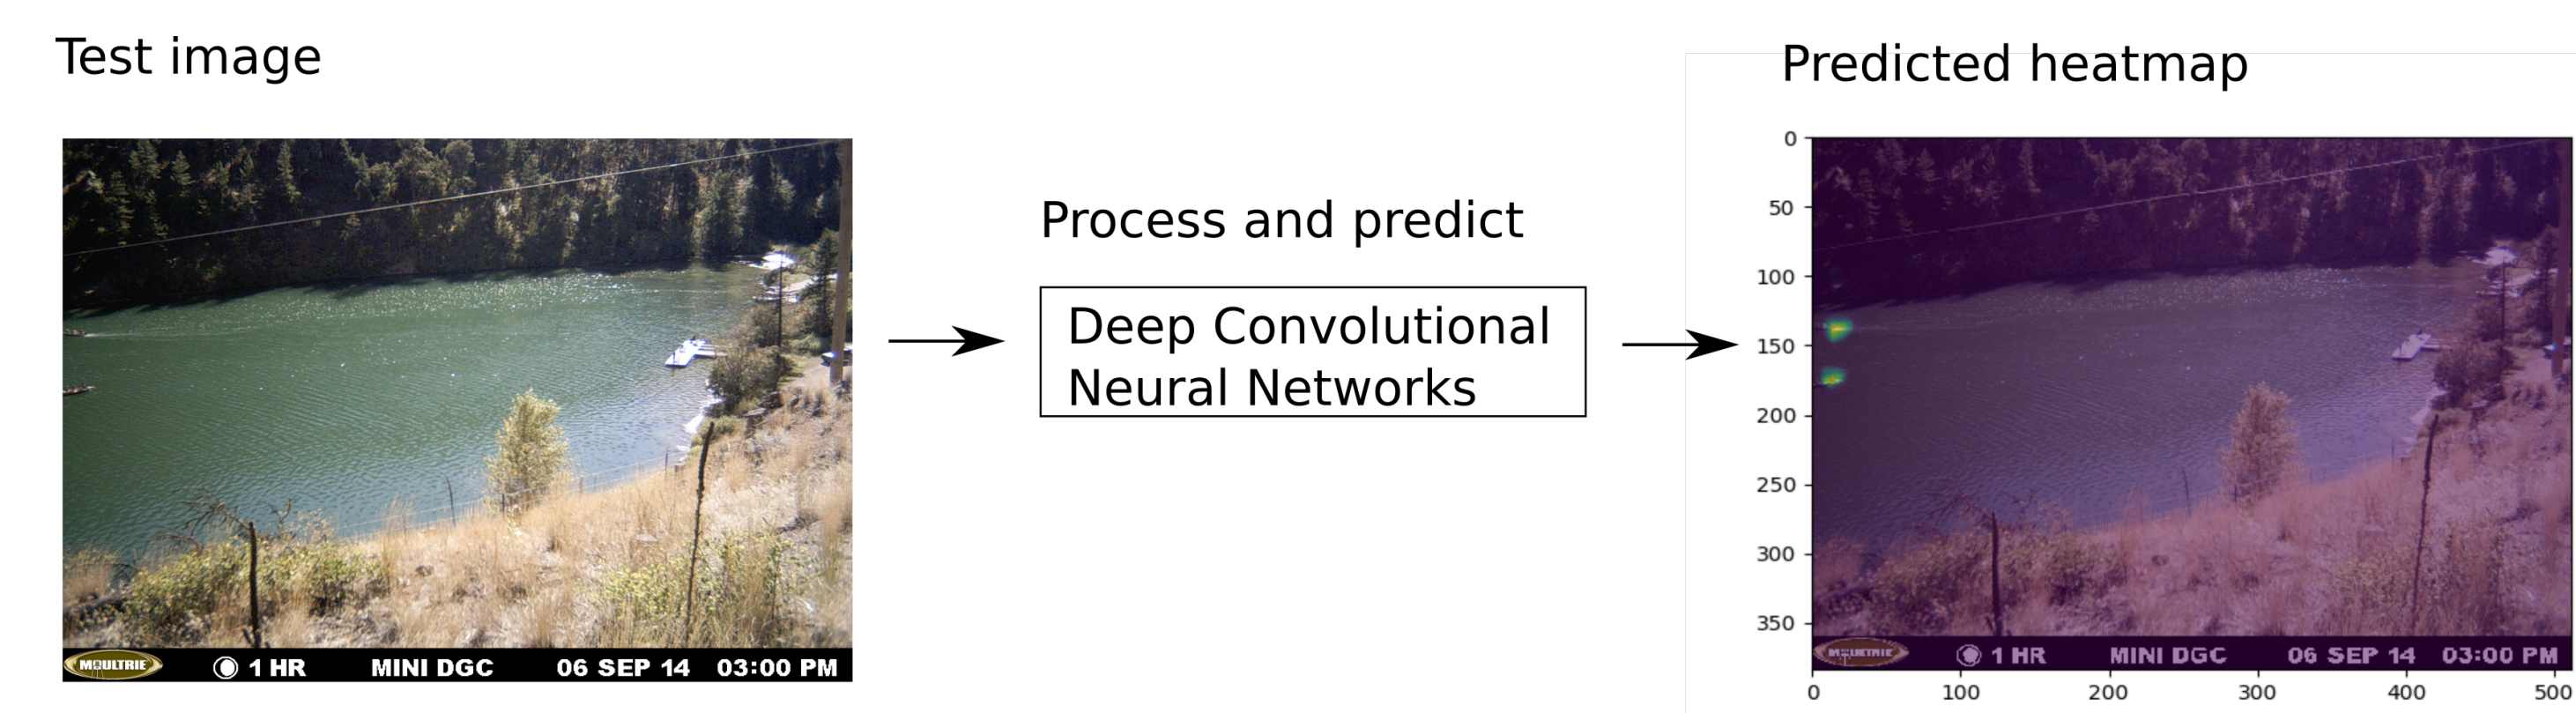 Test image
MOULTRIE
1 HR MINI DGC 06 SEP 14 03:00 PM
Process and predict
Deep Convolutional
Neural Networks
Predicted heatmap
0
50
100
150
200
250
300
350
MOULTRIE
1 HR MINI DGC 06 SEP 14 03:00 PM
0 100 200 300 400 500